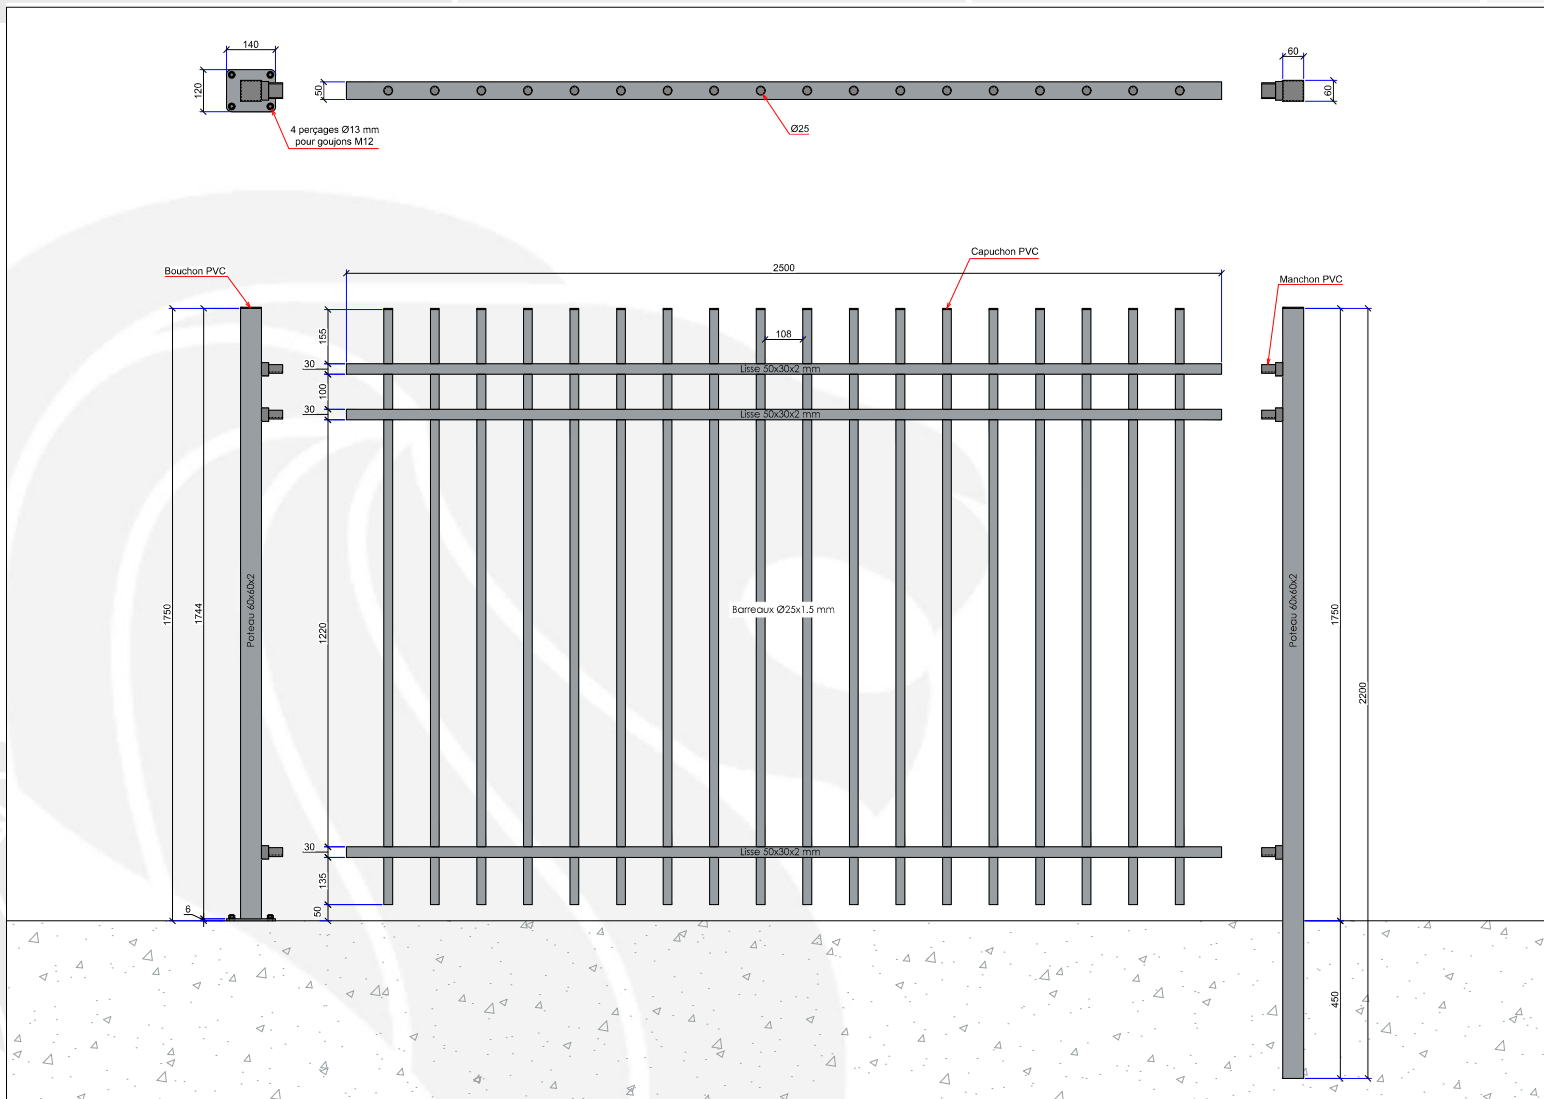 140
120
4 perçages Ø13 mm
pour goujons M12
50
Ø25
60
60
Bouchon PVC
2500
Capuchon PVC
Manchon PVC
155
108
30
Lisse 50x30x2 mm
100
30
Lisse 50x30x2 mm
1750
1744
Poteau 60x60x2
1220
Barreaux Ø25x1.5 mm
Poteau 60x60x2
1750
2200
30
Lisse 50x30x2 mm
135
50
6
450